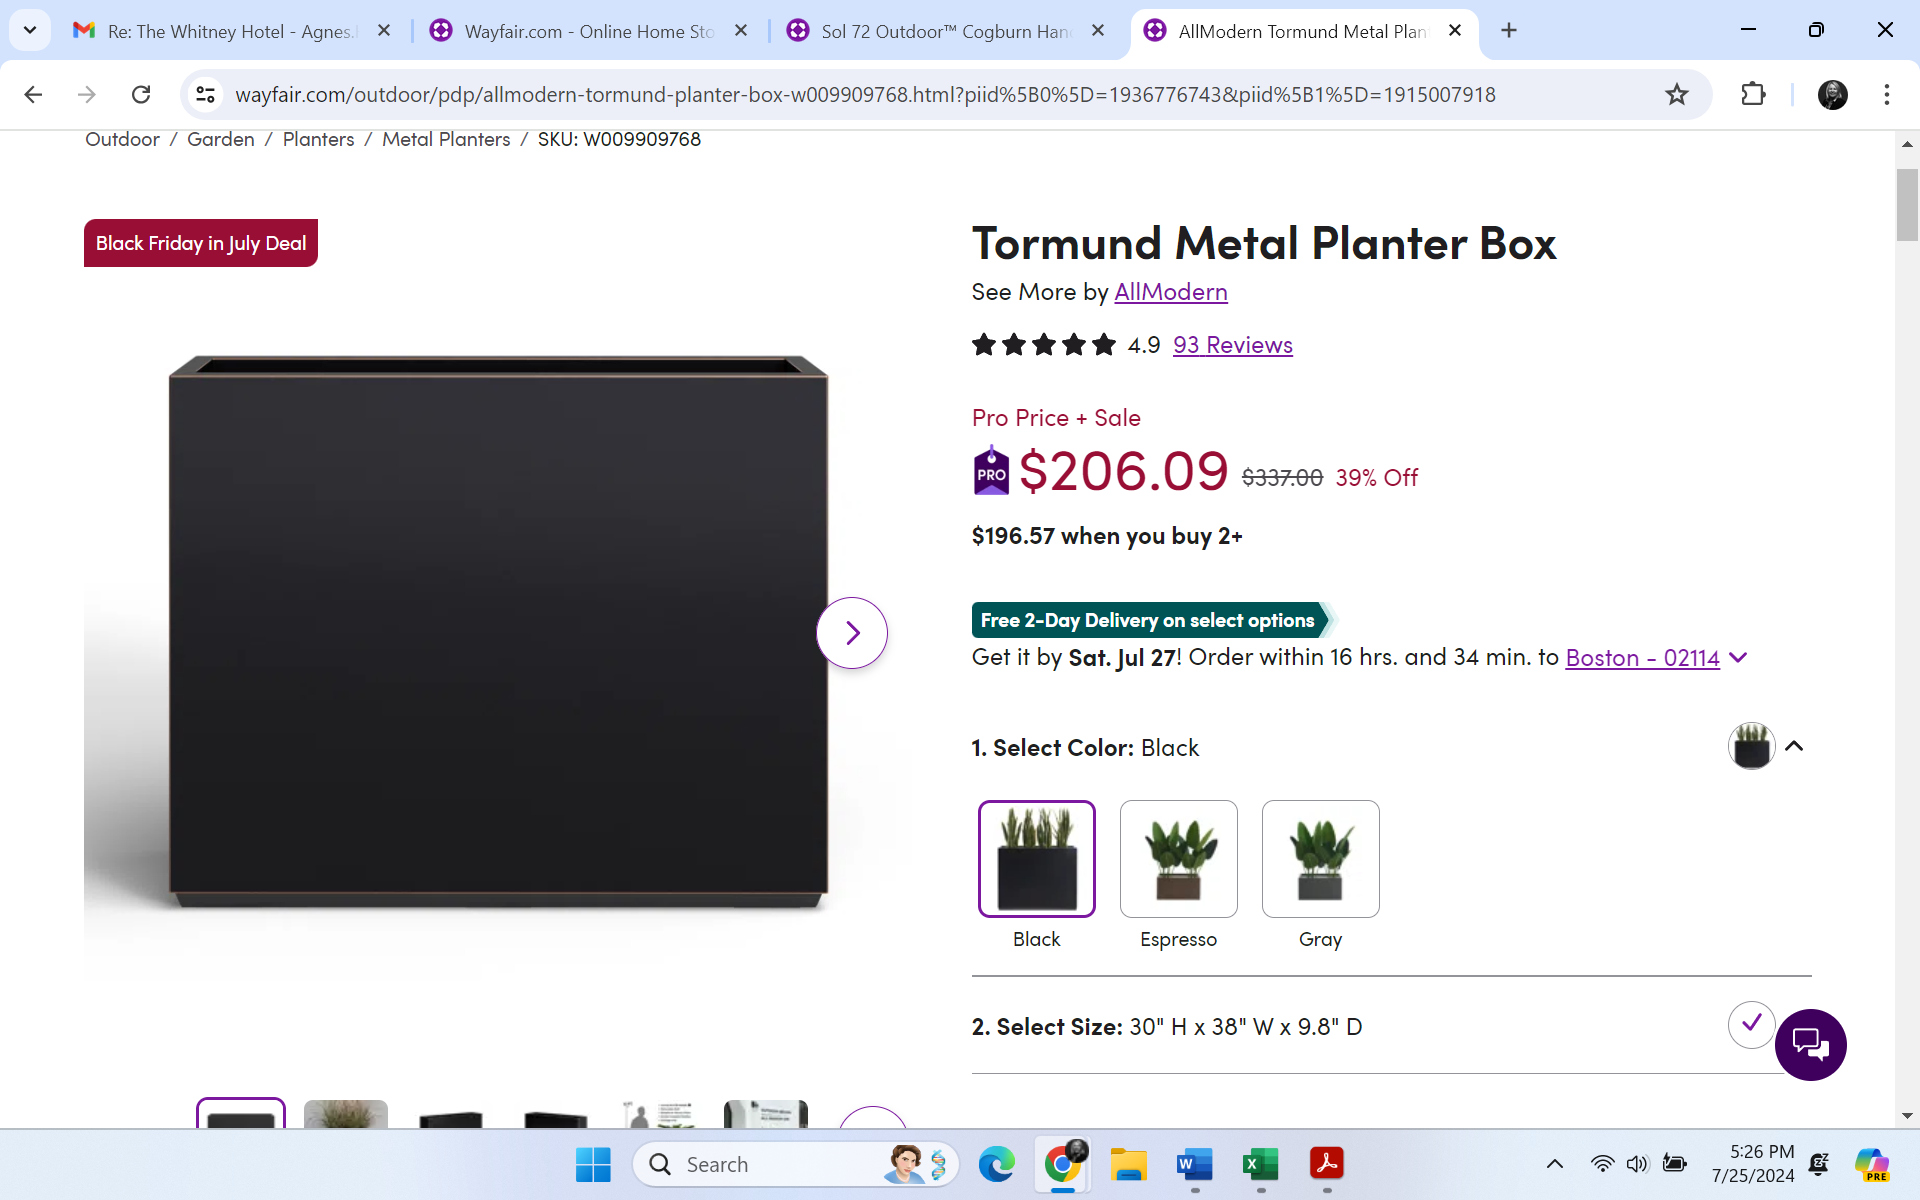 Re: The Whitney Hotel - Agnes.
Wayfair.com - Online Home Sto
Sol 72 Outdoor™ Cogburn Han
AllModern Tormund Metal Plan
wayfair.com/outdoor/pdp/allmodern-tormund-planter-box-w009909768.html?piid%5B0%5D=1936776743&piid%5B1%5D=1915007918
Outdoor / Garden / Planters / Metal Planters / SKU: W009909768
Black Friday in July Deal
Tormund Metal Planter Box
See More by AllModern
4.9 93 Reviews
Pro Price + Sale
PRO $206.09 $337.00 39% Off
$196.57 when you buy 2+
Free 2-Day Delivery on select options
Get it by Sat. Jul 27! Order within 16 hrs. and 34 min. to Boston - 02114
1. Select Color: Black
Black
Espresso
Gray
2. Select Size: 30" H x 38" W x 9.8" D
Search
5:26 PM
7/25/2024
PRE